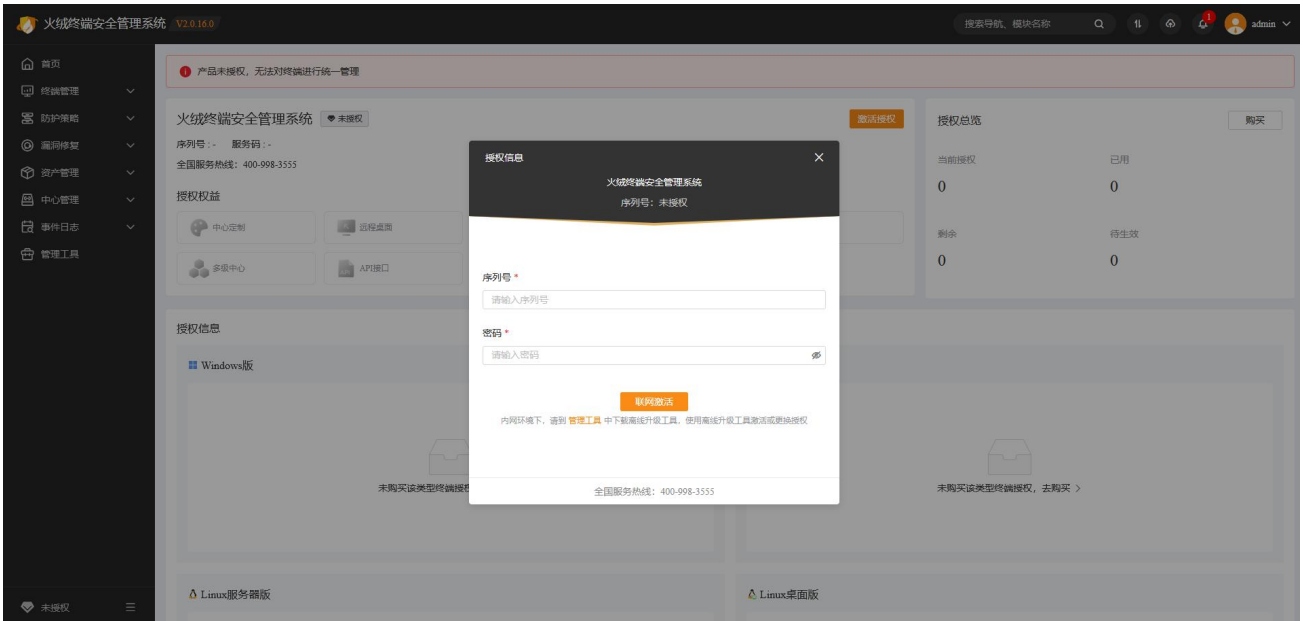 火绒终端安全管理系统 V2.0.16.0
搜索导航、模块名称
1
admin
首页
终端管理
防护策略
漏洞修复
资产管理
中心管理
事件日志
管理工具
未授权
产品未授权，无法对终端进行统一管理
火绒终端安全管理系统 未授权
激活授权
序列号：- 服务码：-
全国服务热线：400-998-3555
授权权益
中心定制
远程桌面
多级中心
API接口
授权总览
购买
当前授权 已用
0 0
剩余 待生效
0 0
授权信息
Windows版
未购买该类型终端授权
未购买该类型终端授权，去购买 >
Linux服务器版
Linux桌面版
授权信息
火绒终端安全管理系统
序列号：未授权
序列号 *
请输入序列号
密码 *
请输入密码
联网激活
内网环境下，请到 管理工具 中下载离线升级工具，使用离线升级工具激活或更换授权
全国服务热线：400-998-3555